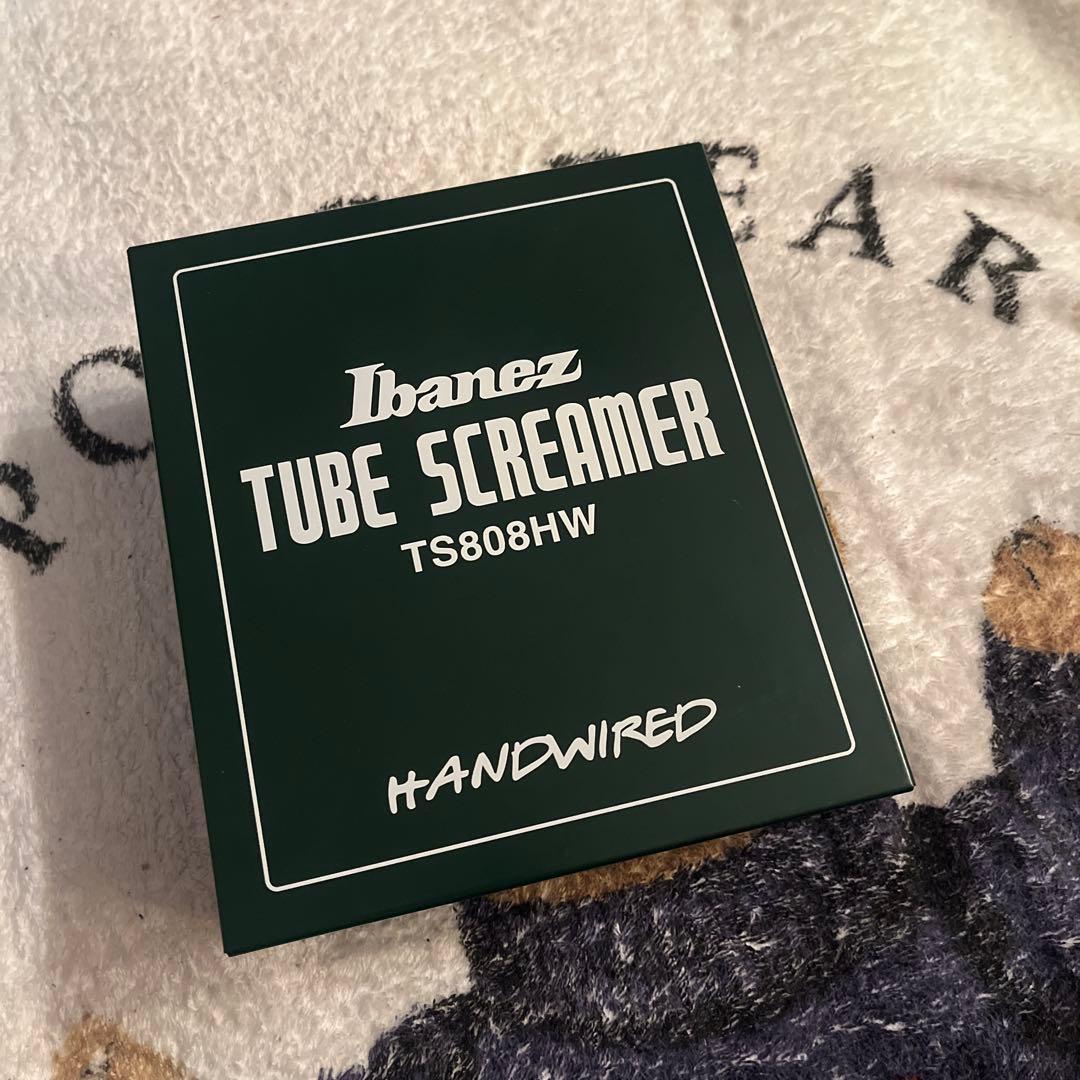 Ibanez
TUBE SCREAMER
TS808HW
HANDWIRED